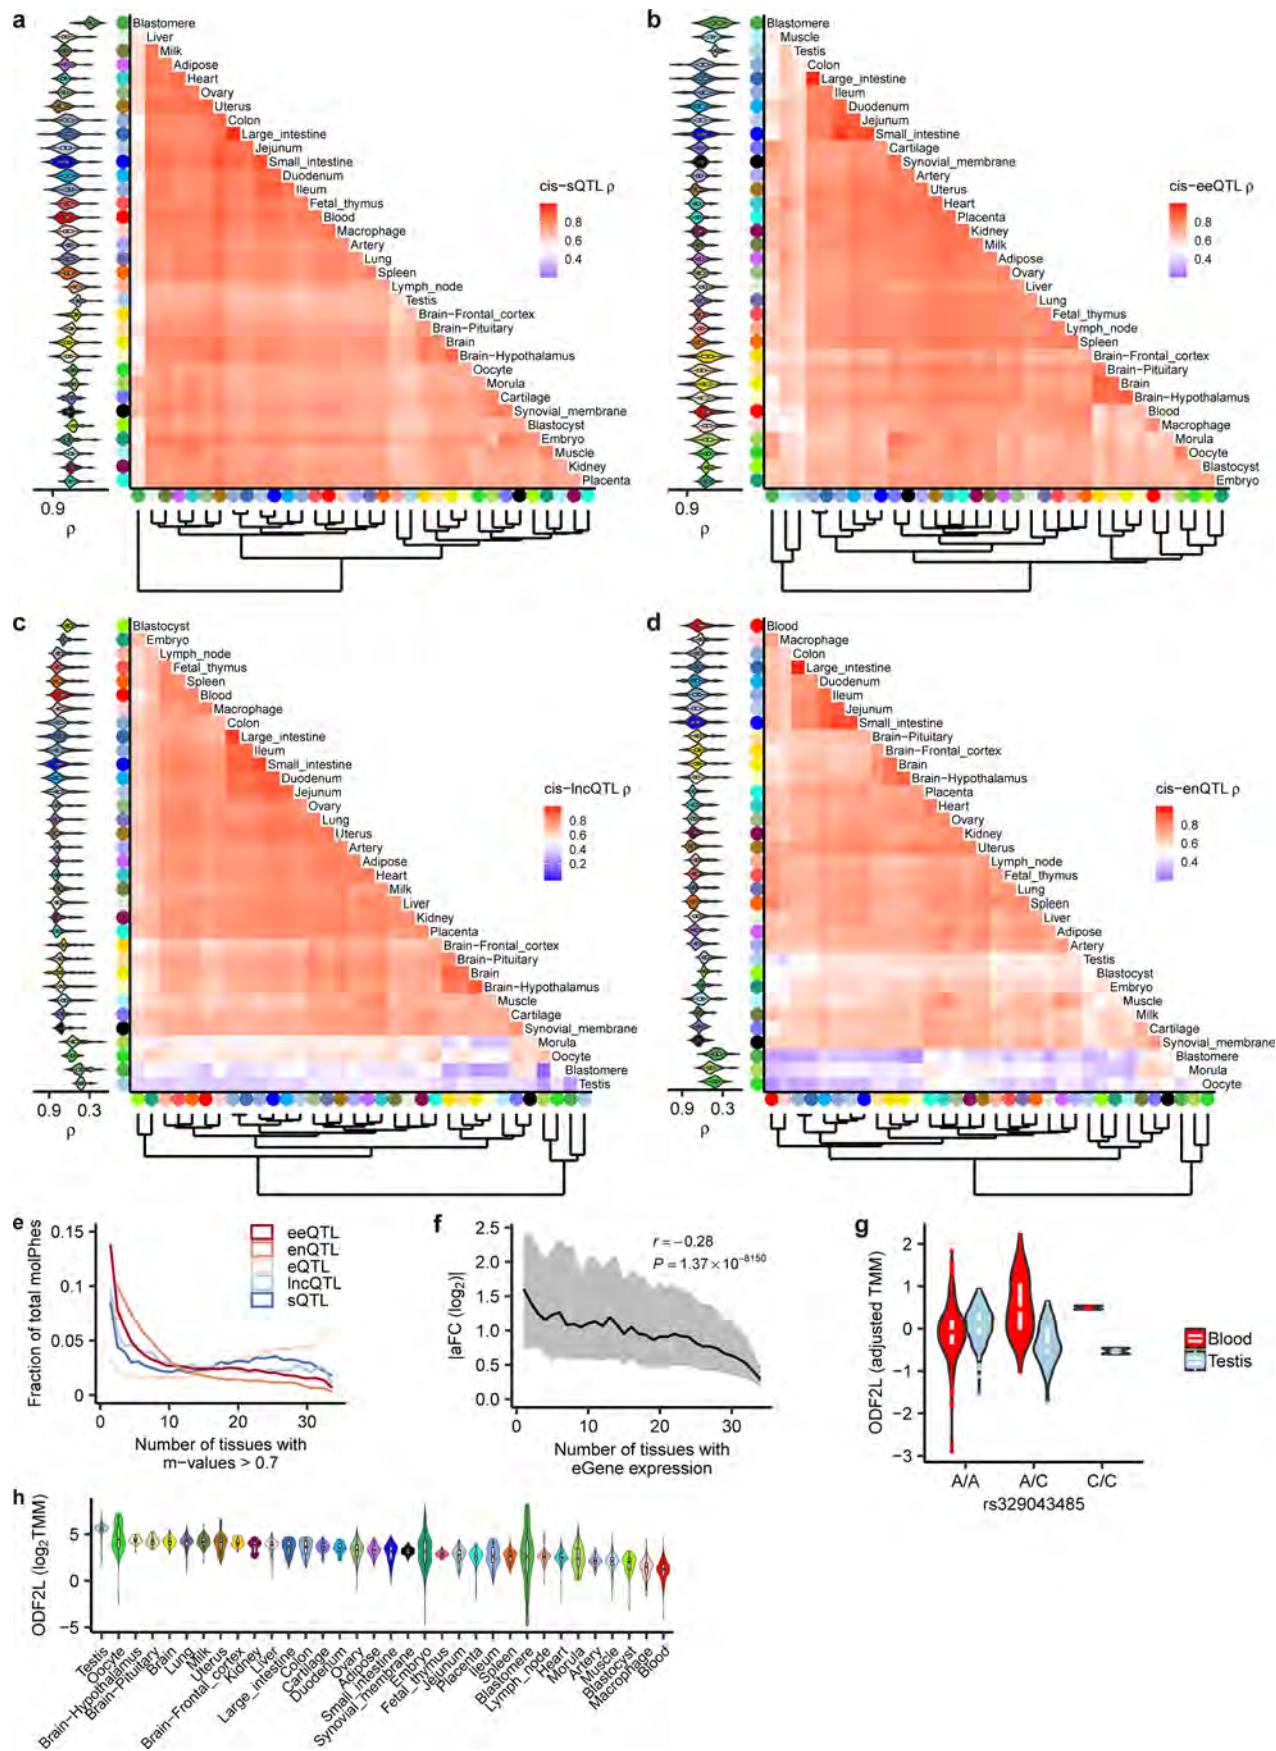 a
Blastomere
Liver
Milk
Adipose
Heart
Ovary
Uterus
Colon
Large_intestine
Jejunum
Small_intestine
Duodenum
Ileum
Fetal_thymus
Blood
Macrophage
Artery
Lung
Spleen
Lymph_node
Testis
Brain−Frontal_cortex
Brain−Pituitary
Brain
Brain−Hypothalamus
Oocyte
Morula
Cartilage
Synovial_membrane
Blastocyst
Embryo
Muscle
Kidney
Placenta
cis−sQTL ρ
0.8
0.6
0.4
0.9
ρ
b
Blastomere
Muscle
Testis
Colon
Large_intestine
Ileum
Duodenum
Jejunum
Small_intestine
Cartilage
Synovial_membrane
Artery
Uterus
Heart
Placenta
Kidney
Milk
Adipose
Ovary
Liver
Lung
Fetal_thymus
Lymph_node
Spleen
Brain−Frontal_cortex
Brain−Pituitary
Brain
Brain−Hypothalamus
Blood
Macrophage
Morula
Oocyte
Blastocyst
Embryo
cis−eeQTL ρ
0.8
0.6
0.4
0.9
ρ
c
Blastocyst
Embryo
Lymph_node
Fetal_thymus
Spleen
Blood
Macrophage
Colon
Large_intestine
Ileum
Small_intestine
Duodenum
Jejunum
Ovary
Lung
Uterus
Artery
Adipose
Heart
Milk
Liver
Kidney
Placenta
Brain−Frontal_cortex
Brain−Pituitary
Brain
Brain−Hypothalamus
Muscle
Cartilage
Synovial_membrane
Morula
Oocyte
Blastomere
Testis
cis−lncQTL ρ
0.8
0.6
0.4
0.2
0.9 0.3
ρ
d
Blood
Macrophage
Colon
Large_intestine
Duodenum
Ileum
Jejunum
Small_intestine
Brain−Pituitary
Brain−Frontal_cortex
Brain
Brain−Hypothalamus
Placenta
Heart
Ovary
Kidney
Uterus
Lymph_node
Fetal_thymus
Lung
Spleen
Liver
Adipose
Artery
Testis
Blastocyst
Embryo
Muscle
Milk
Cartilage
Synovial_membrane
Blastomere
Morula
Oocyte
cis−enQTL ρ
0.8
0.6
0.4
0.9 0.3
ρ
e
Fraction of total molPhes
0.15
0.1
0.05
0
eeQTL
enQTL
eQTL
lncQTL
sQTL
0 10 20 30
Number of tissues with
m−values > 0.7
f
|aFC (log2)|
2.5
2.0
1.5
1.0
0.5
0.0
r = −0.28
P = 1.37 × 10−8150
0 10 20 30
Number of tissues with
eGene expression
g
ODF2L (adjusted TMM)
2
1
0
−1
−2
−3
A/A A/C C/C
rs329043485
Blood
Testis
h
ODF2L (log2TMM)
5
0
−5
Testis
Oocyte
Brain−Hypothalamus
Brain−Pituitary
Brain
Lung
Milk
Uterus
Brain−Frontal_cortex
Kidney
Liver
Large_intestine
Colon
Cartilage
Duodenum
Ovary
Adipose
Small_intestine
Synovial_membrane
Embryo
Fetal_thymus
Jejunum
Placenta
Ileum
Spleen
Blastomere
Lymph_node
Heart
Morula
Artery
Muscle
Blastocyst
Macrophage
Blood